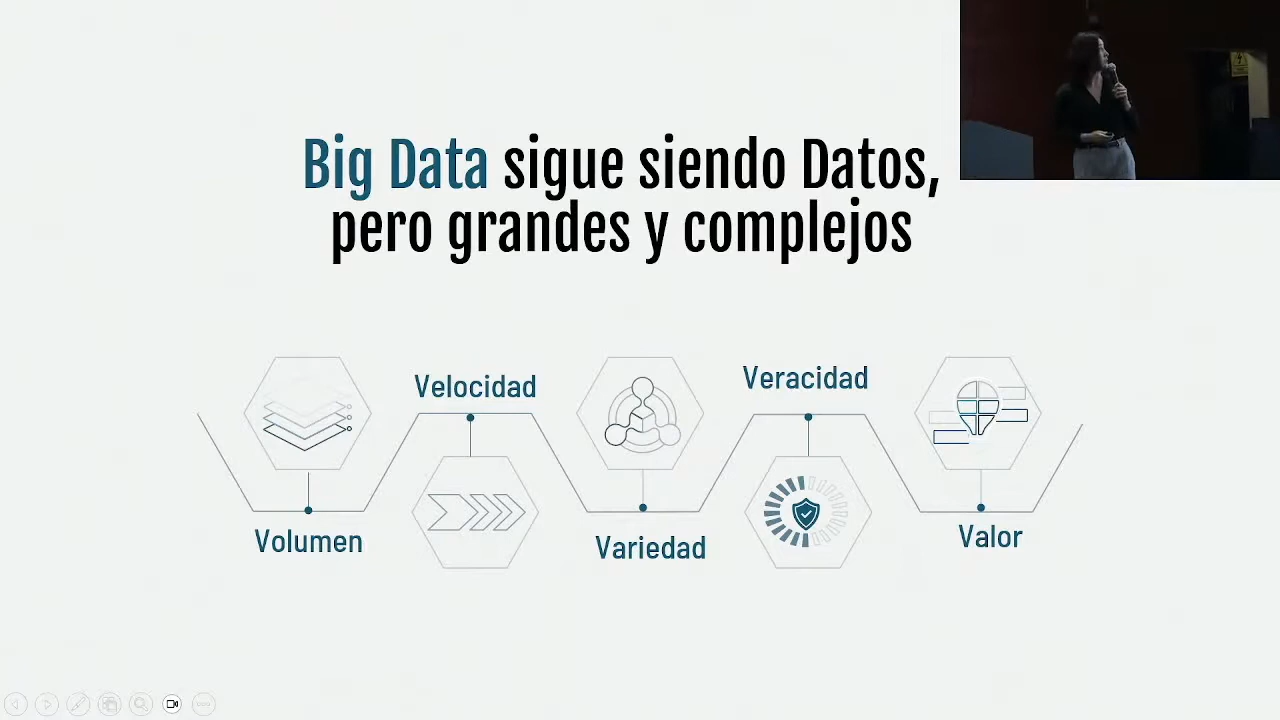 Big Data sigue siendo Datos,
pero grandes y complejos
Volumen
Velocidad
Variedad
Veracidad
Valor